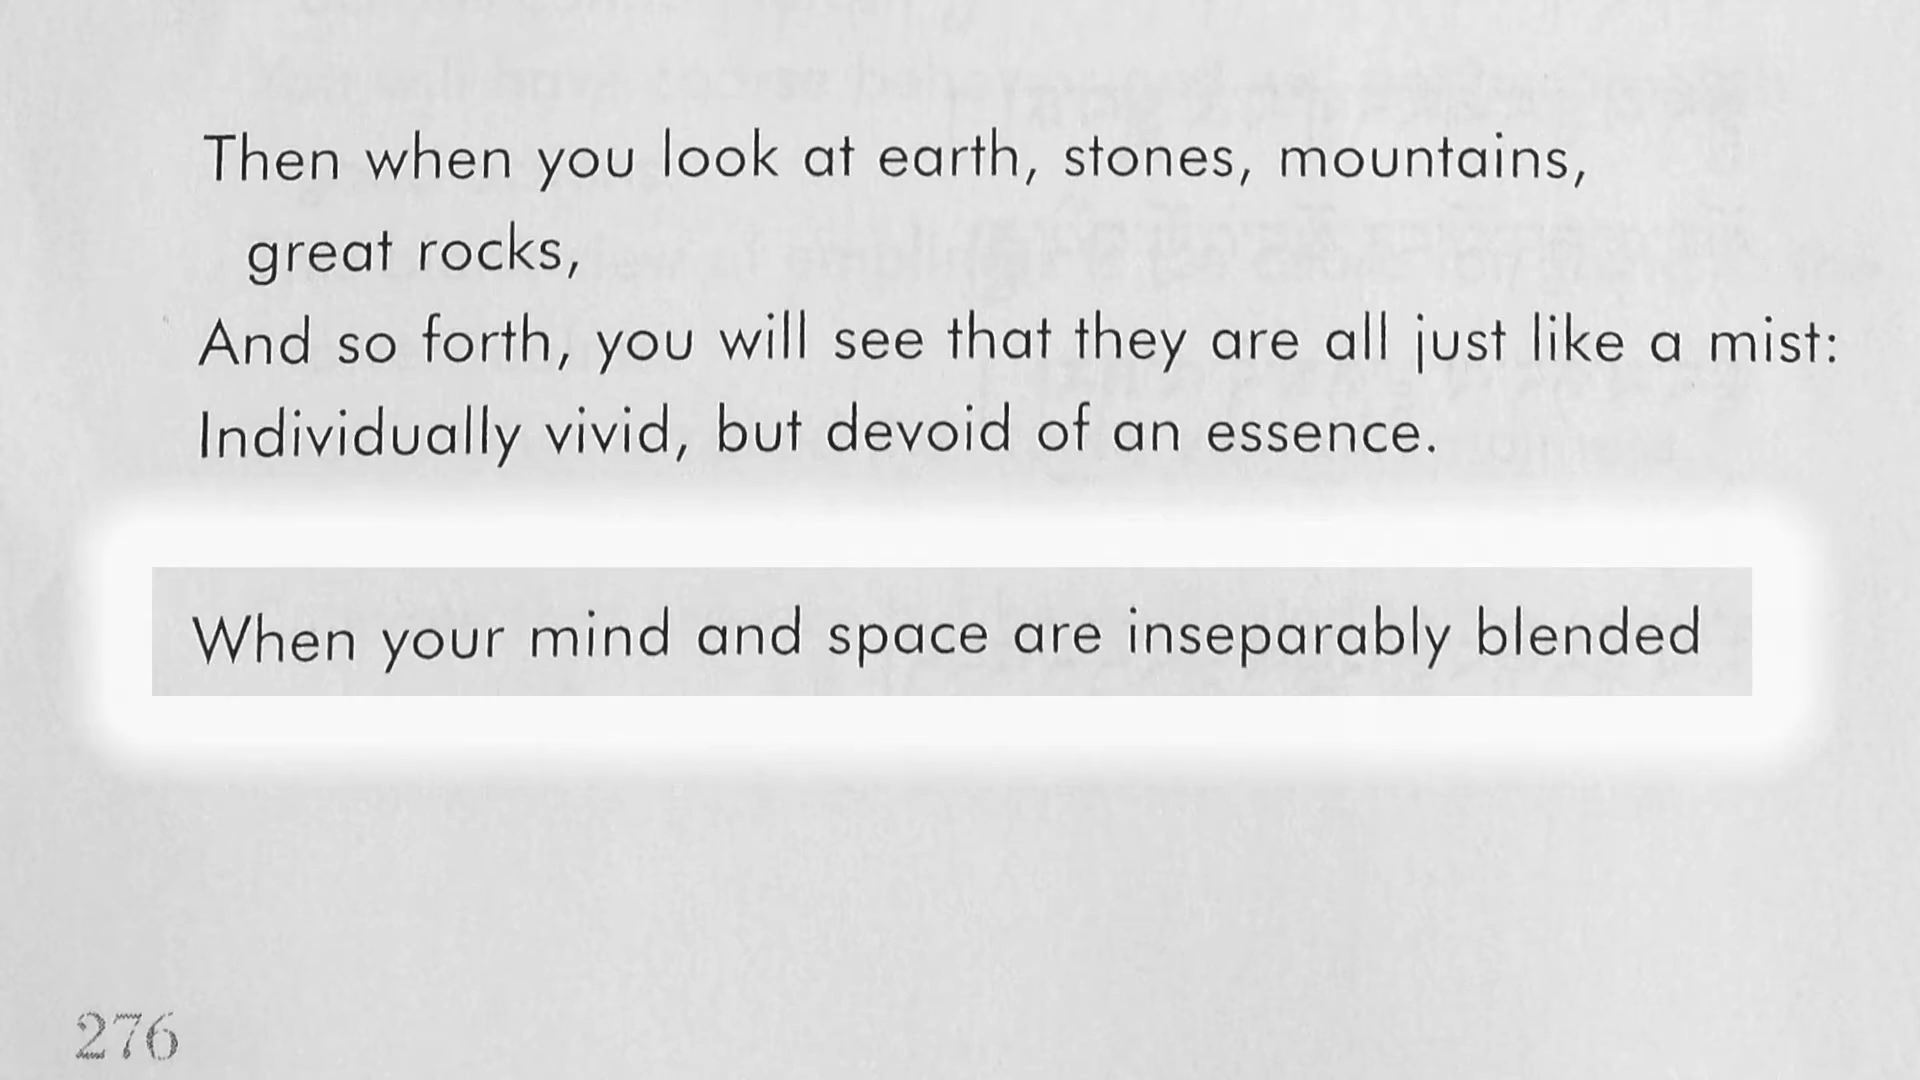 Then when you look at earth, stones, mountains,
great rocks,
And so forth, you will see that they are all just like a mist:
Individually vivid, but devoid of an essence.
When your mind and space are inseparably blended
276